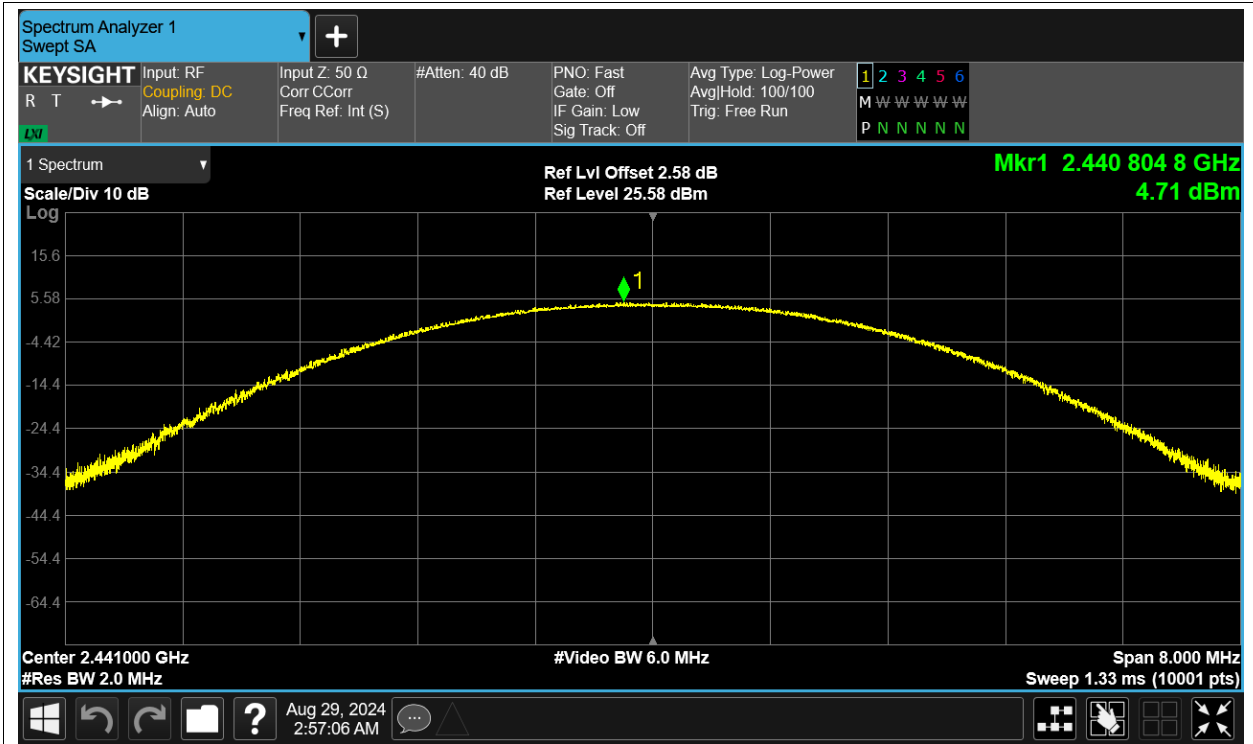 Spectrum Analyzer 1
Swept SA
KEYSIGHT
R T
LXI
Input: RF
Coupling: DC
Align: Auto
Input Z: 50 Ω
Corr CCorr
Freq Ref: Int (S)
#Atten: 40 dB
PNO: Fast
Gate: Off
IF Gain: Low
Sig Track: Off
Avg Type: Log-Power
Avg|Hold: 100/100
Trig: Free Run
1 2 3 4 5 6
M W W W W W
P N N N N N
1 Spectrum
Scale/Div 10 dB
Log
Ref Lvl Offset 2.58 dB
Ref Level 25.58 dBm
Mkr1 2.440 804 8 GHz
4.71 dBm
1
15.6
5.58
-4.42
-14.4
-24.4
-34.4
-44.4
-54.4
-64.4
Center 2.441000 GHz
#Video BW 6.0 MHz
Span 8.000 MHz
#Res BW 2.0 MHz
Sweep 1.33 ms (10001 pts)
?
Aug 29, 2024
2:57:06 AM